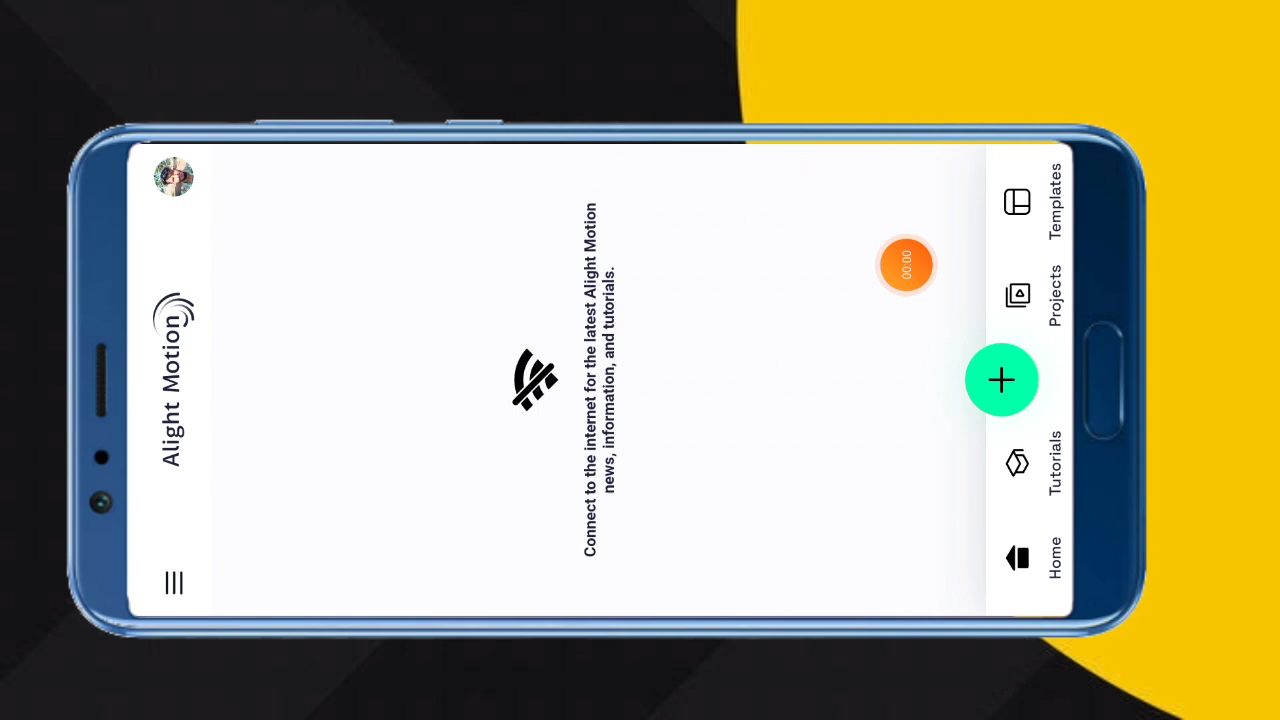 Alight Motion
Connect to the internet for the latest Alight Motion
news, information, and tutorials.
00:00
Home
Tutorials
Projects
Templates